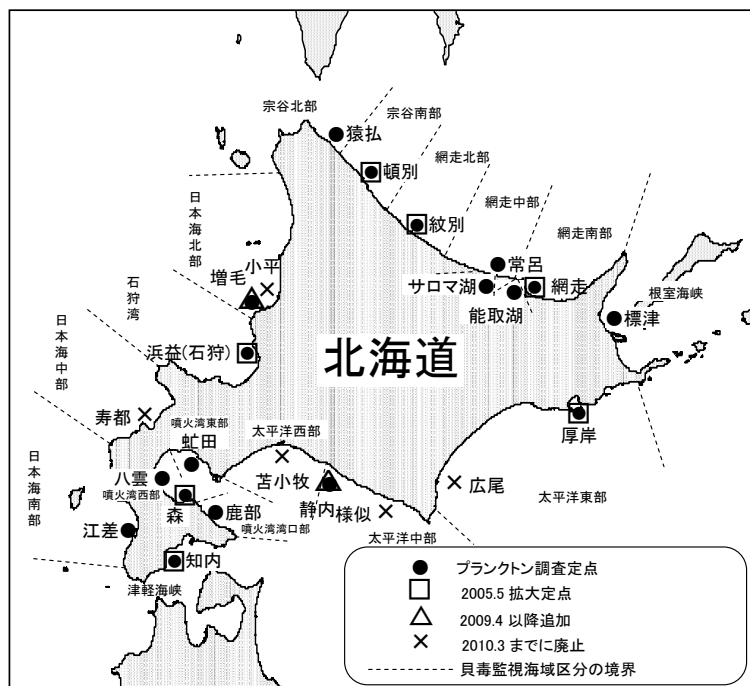 宗谷北部
宗谷南部
猿払
網走北部
頓別
網走中部
日本海北部
紋別
網走南部
小平
増毛
常呂
サロマ湖
網走
能取湖
根室海峡
標津
石狩湾
日本海中部
浜益(石狩)
北海道
寿都
噴火湾東部
太平洋西部
虻田
厚岸
八雲
噴火湾西部
苫小牧
広尾
太平洋東部
日本海南部
森
鹿部
静内
様似
江差
噴火湾湾口部
太平洋中部
知内
津軽海峡
プランクトン調査定点
2005.5 拡大定点
2009.4 以降追加
2010.3 までに廃止
貝毒監視海域区分の境界